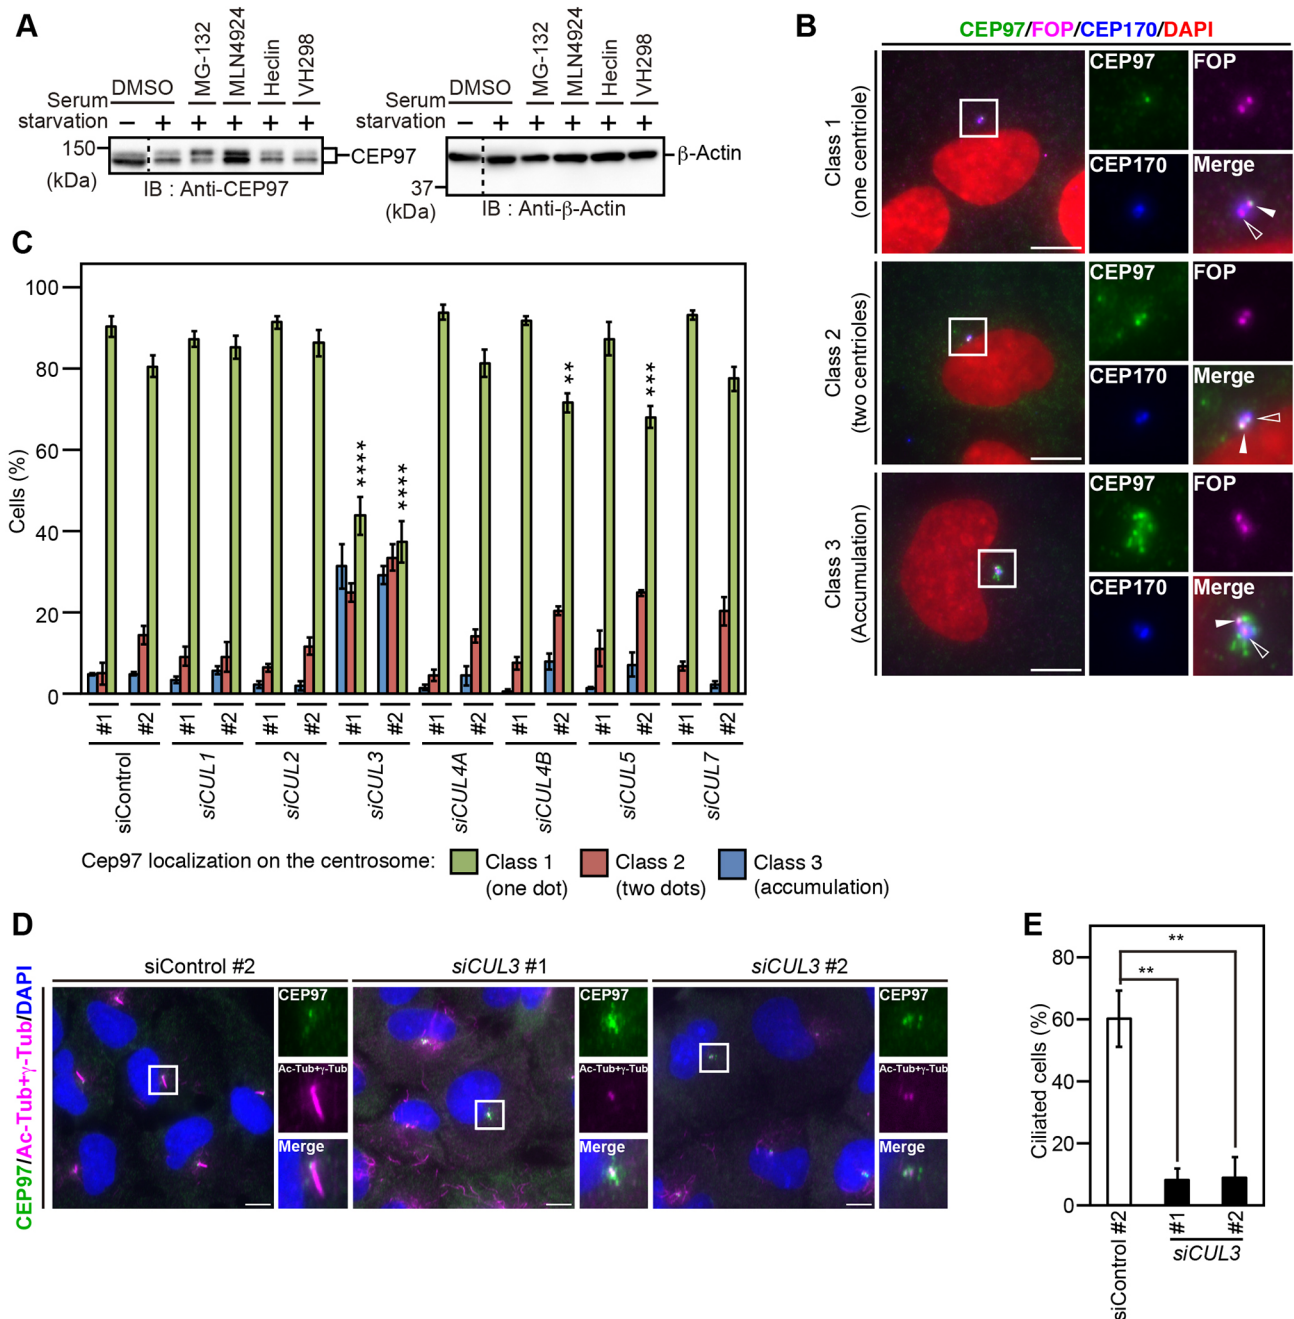 A
DMSO
MG-132
MLN4924
Heclin
VH298
Serum
starvation
− + + + + +
150
(kDa)
CEP97
IB : Anti-CEP97
DMSO
MG-132
MLN4924
Heclin
VH298
Serum
starvation
− + + + + +
β-Actin
37
(kDa)
IB : Anti-β-Actin
B
CEP97/FOP/CEP170/DAPI
Class 1
(one centriole)
CEP97
FOP
CEP170
Merge
Class 2
(two centrioles)
CEP97
FOP
CEP170
Merge
Class 3
(Accumulation)
CEP97
FOP
CEP170
Merge
C
Cells (%)
100
80
60
40
20
0
****
****
**
***
#1 #2 #1 #2 #1 #2 #1 #2 #1 #2 #1 #2 #1 #2 #1 #2
siControl siCUL1 siCUL2 siCUL3 siCUL4A siCUL4B siCUL5 siCUL7
Cep97 localization on the centrosome:
Class 1
(one dot)
Class 2
(two dots)
Class 3
(accumulation)
D
CEP97/Ac-Tub+γ-Tub/DAPI
siControl #2
CEP97
Ac-Tub+γ-Tub
Merge
siCUL3 #1
CEP97
Ac-Tub+γ-Tub
Merge
siCUL3 #2
CEP97
Ac-Tub+γ-Tub
Merge
E
Ciliated cells (%)
80
60
40
20
0
**
**
siControl #2
#1
#2
siCUL3